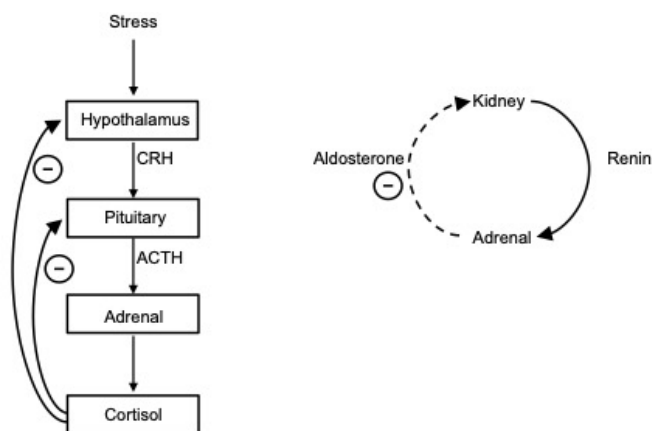 Stress
Hypothalamus
−
CRH
Pituitary
−
ACTH
Adrenal
Cortisol
Kidney
Aldosterone
−
Renin
Adrenal